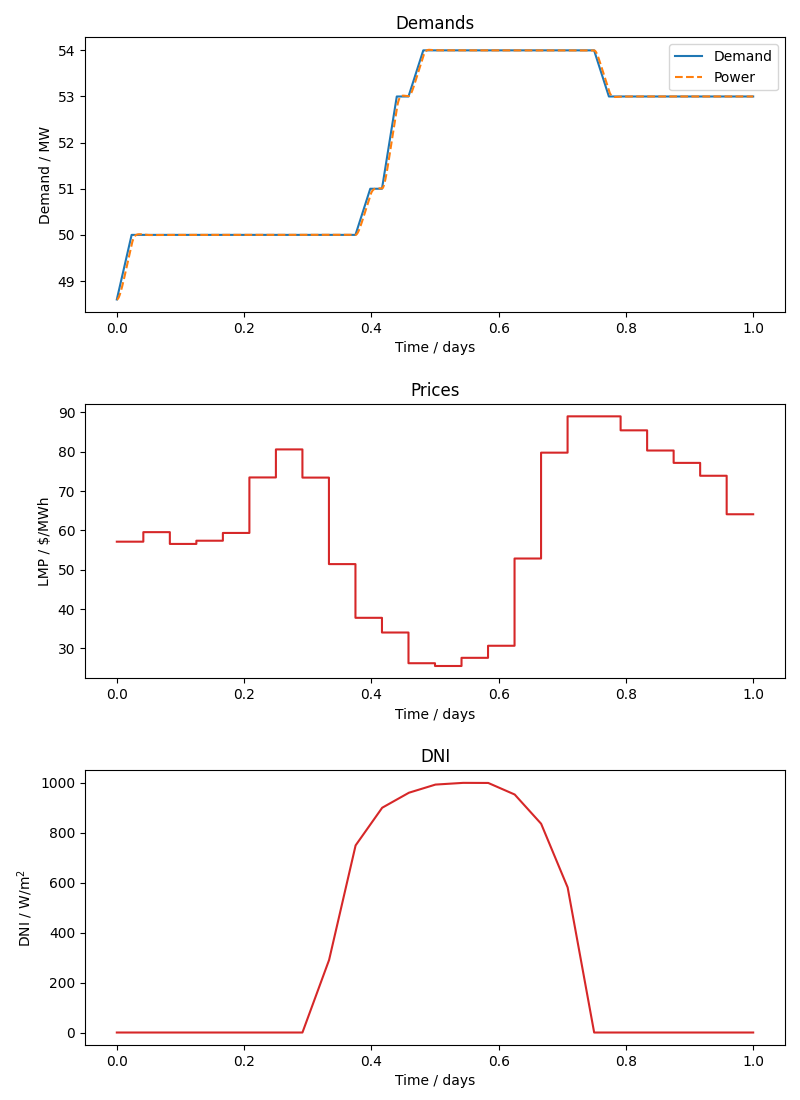 Demands
Demand / MW
54
53
52
51
50
49
Demand
Power
0.0 0.2 0.4 0.6 0.8 1.0
Time / days
Prices
LMP / $/MWh
90
80
70
60
50
40
30
0.0 0.2 0.4 0.6 0.8 1.0
Time / days
DNI
DNI / W/m²
1000
800
600
400
200
0
0.0 0.2 0.4 0.6 0.8 1.0
Time / days